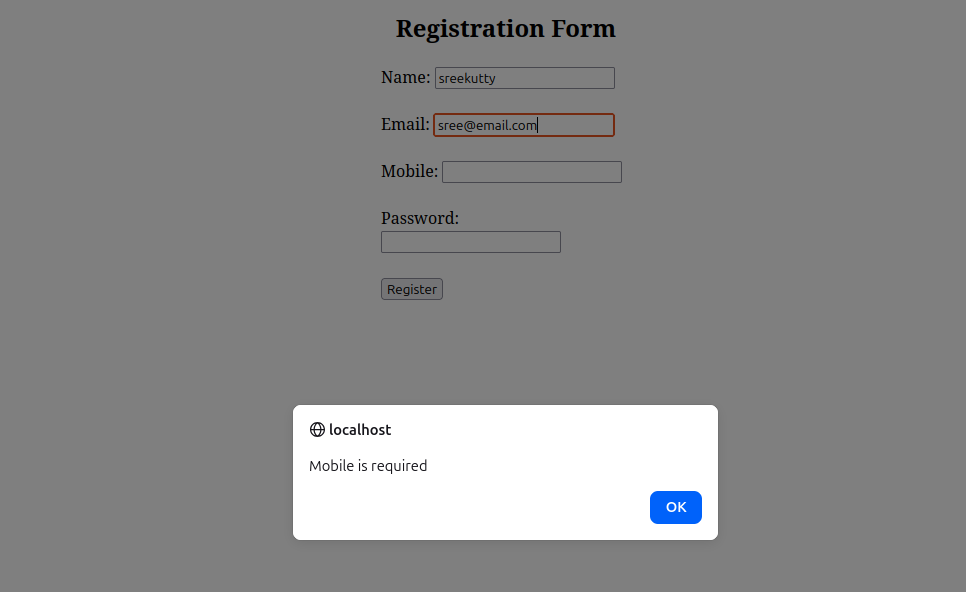 Registration Form
Name: sreekutty
Email: sree@email.com
Mobile:
Password:
Register
localhost
Mobile is required
OK